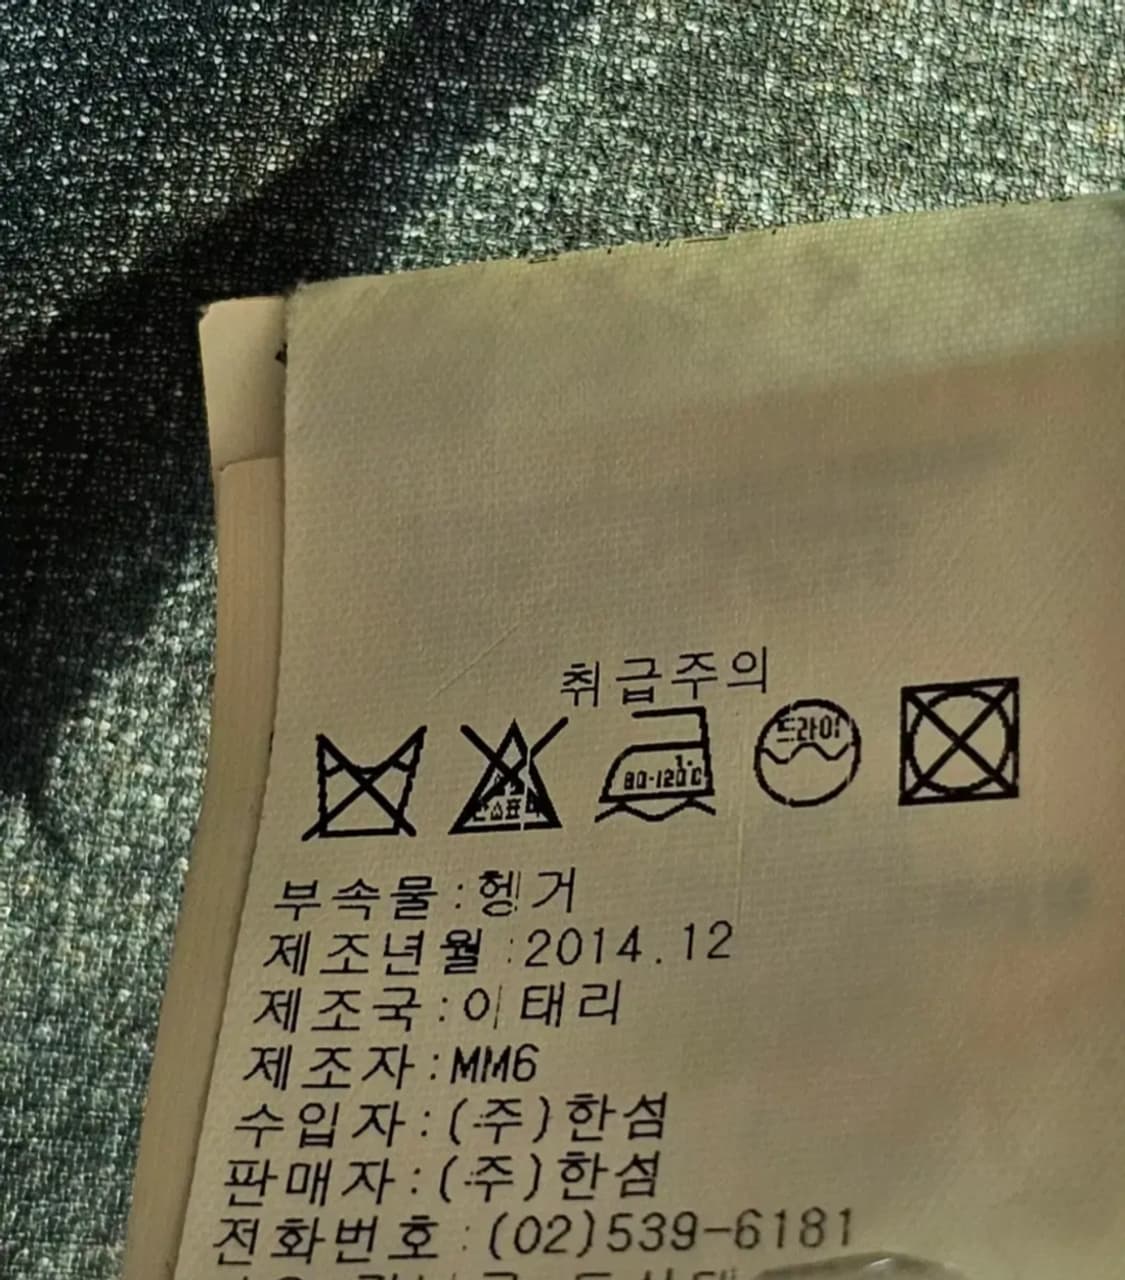 취급주의
80-120℃ 드라이
부속물:헹거
제조년월:2014.12
제조국:이태리
제조자:MM6
수입자:(주)한섬
판매자:(주)한섬
전화번호:(02)539-6181